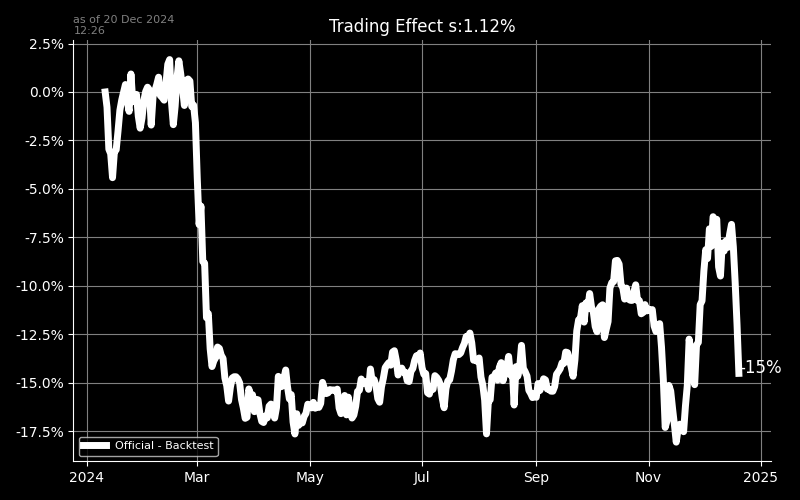 as of 20 Dec 2024
12:26
Trading Effect s:1.12%
2.5%
0.0%
-2.5%
-5.0%
-7.5%
-10.0%
-12.5%
-15.0%
-17.5%
-15%
Official - Backtest
2024 Mar May Jul Sep Nov 2025